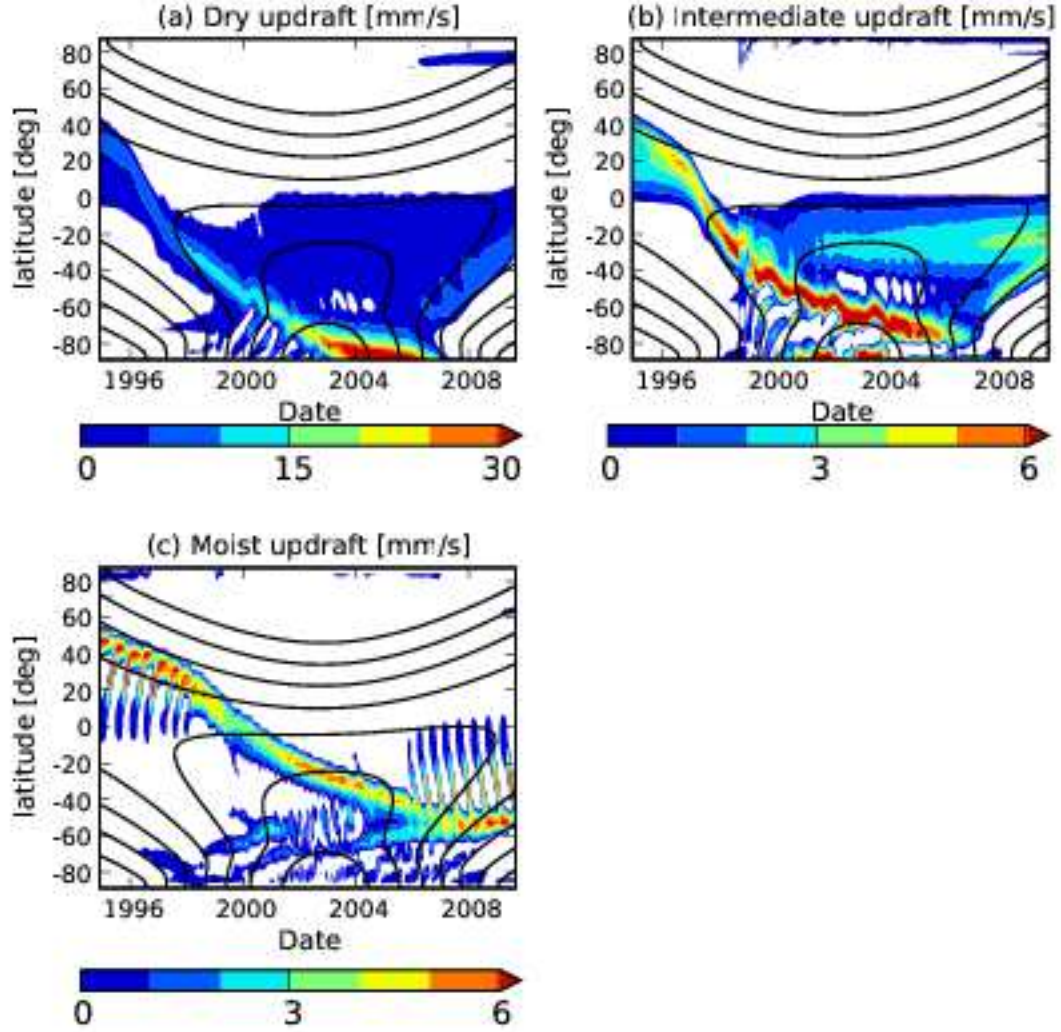 (a) Dry updraft [mm/s]
(b) Intermediate updraft [mm/s]
latitude [deg]
80
60
40
20
0
-20
-40
-60
-80
1996 2000 2004 2008
Date
0 15 30
latitude [deg]
80
60
40
20
0
-20
-40
-60
-80
1996 2000 2004 2008
Date
0 3 6
(c) Moist updraft [mm/s]
latitude [deg]
80
60
40
20
0
-20
-40
-60
-80
1996 2000 2004 2008
Date
0 3 6